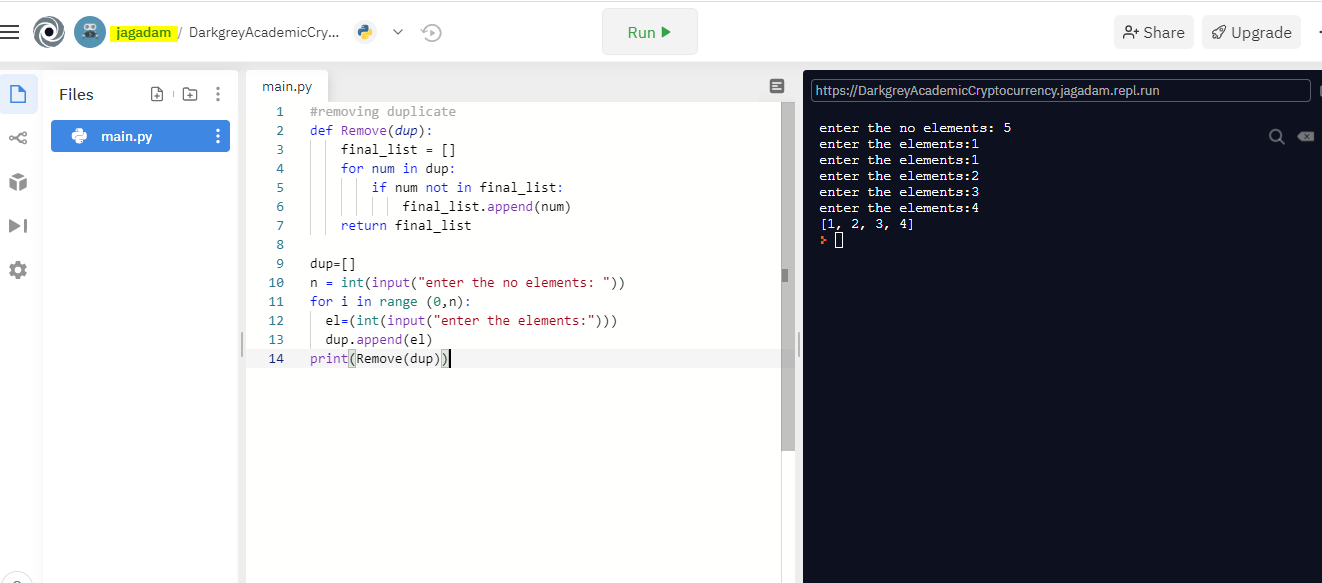 jagadam / DarkgreyAcademicCry...
Run
Share
Upgrade
Files
main.py
main.py
1 #removing duplicate
2 def Remove(dup):
3     final_list = []
4     for num in dup:
5         if num not in final_list:
6             final_list.append(num)
7     return final_list
8
9 dup=[]
10 n = int(input("enter the no elements: "))
11 for i in range (0,n):
12   el=(int(input("enter the elements:")))
13   dup.append(el)
14 print(Remove(dup))
https://DarkgreyAcademicCryptocurrency.jagadam.repl.run
enter the no elements: 5
enter the elements:1
enter the elements:1
enter the elements:2
enter the elements:3
enter the elements:4
[1, 2, 3, 4]